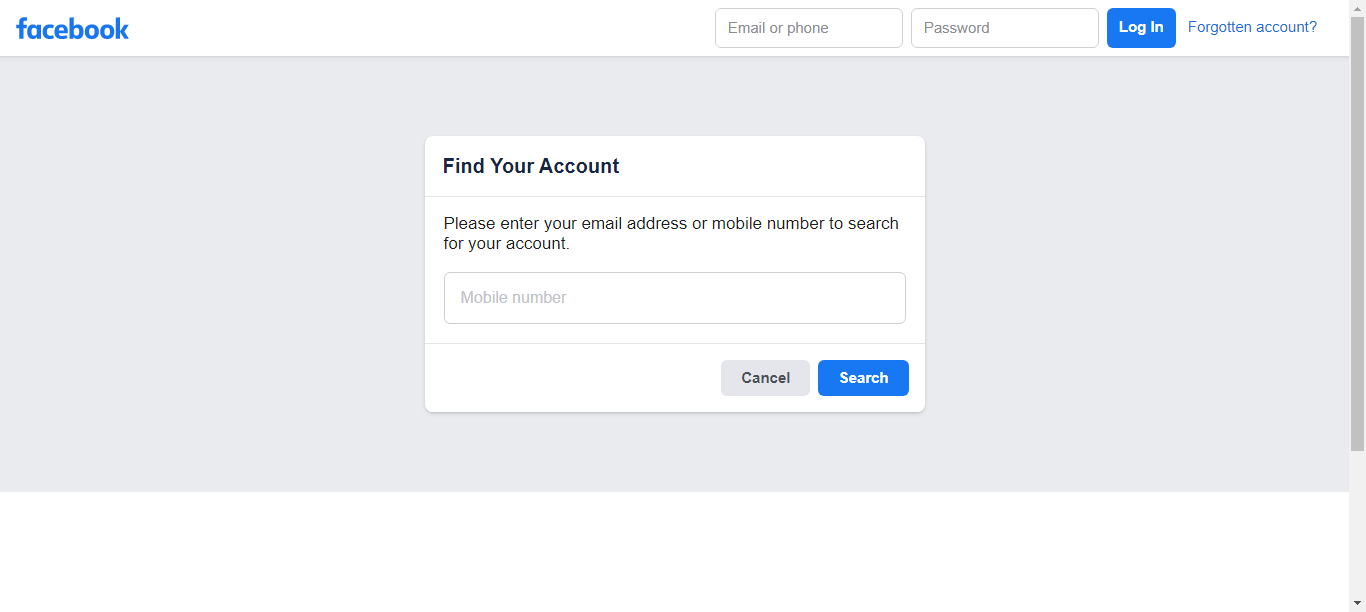 facebook
Email or phone
Password
Log In
Forgotten account?
Find Your Account
Please enter your email address or mobile number to search
for your account.
Mobile number
Cancel
Search